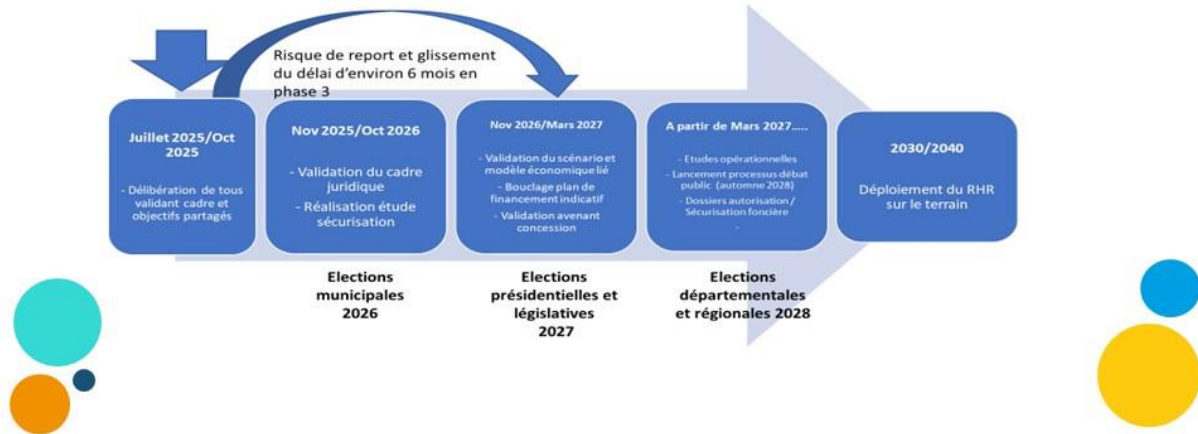 Risque de report et glissement
du délai d'environ 6 mois en
phase 3
Juillet 2025/Oct
2025
- Délibération de tous
validant cadre et
objectifs partagés
Nov 2025/Oct 2026
- Validation du cadre
juridique
- Réalisation étude
sécurisation
Nov 2026/Mars 2027
- Validation du scénario et
modèle économique lié
- Bouclage plan de
financement indicatif
- Validation avenant
concession
A partir de Mars 2027.....
- Etudes opérationnelles
- Lancement processus débat
public (automne 2028)
- Dossiers autorisation /
Sécurisation foncière
-
2030/2040
Déploiement du RHR
sur le terrain
Elections
municipales
2026
Elections
présidentielles et
législatives
2027
Elections
départementales
et régionales 2028